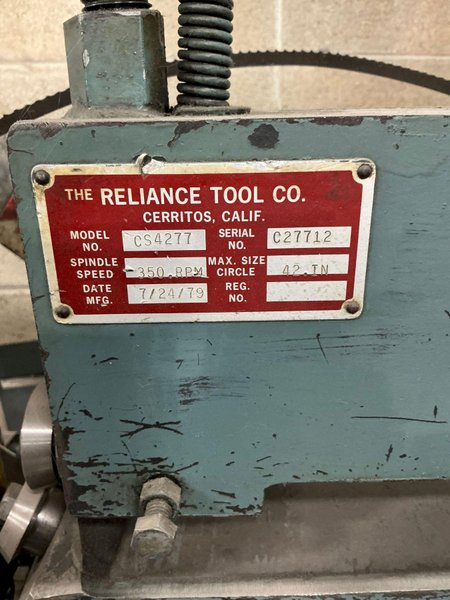 THE RELIANCE TOOL CO.
CERRITOS, CALIF.
MODEL NO. CS4277 SERIAL NO. C27712
SPINDLE SPEED 350 RPM MAX. SIZE CIRCLE 42 IN
DATE MFG. 7/24/79 REG. NO.